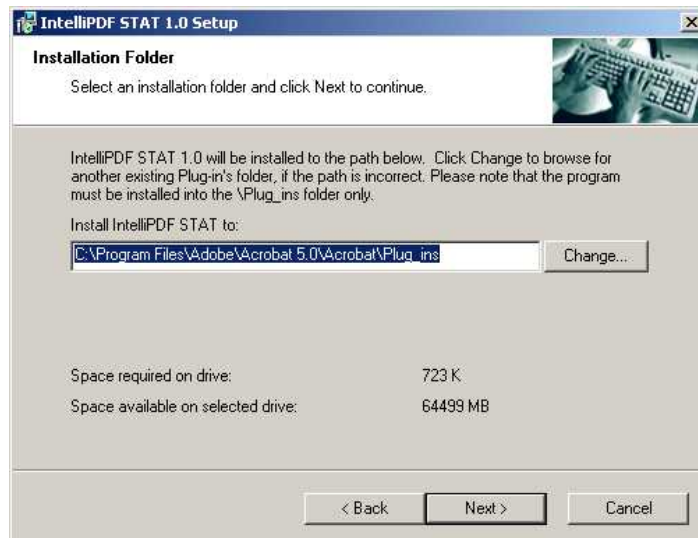 IntelliPDF STAT 1.0 Setup
Installation Folder
Select an installation folder and click Next to continue.
IntelliPDF STAT 1.0 will be installed to the path below. Click Change to browse for
another existing Plug-in's folder, if the path is incorrect. Please note that the program
must be installed into the \Plug_ins folder only.
Install IntelliPDF STAT to:
C:\Program Files\Adobe\Acrobat 5.0\Acrobat\Plug_ins
Change...
Space required on drive: 723 K
Space available on selected drive: 64499 MB
< Back Next > Cancel